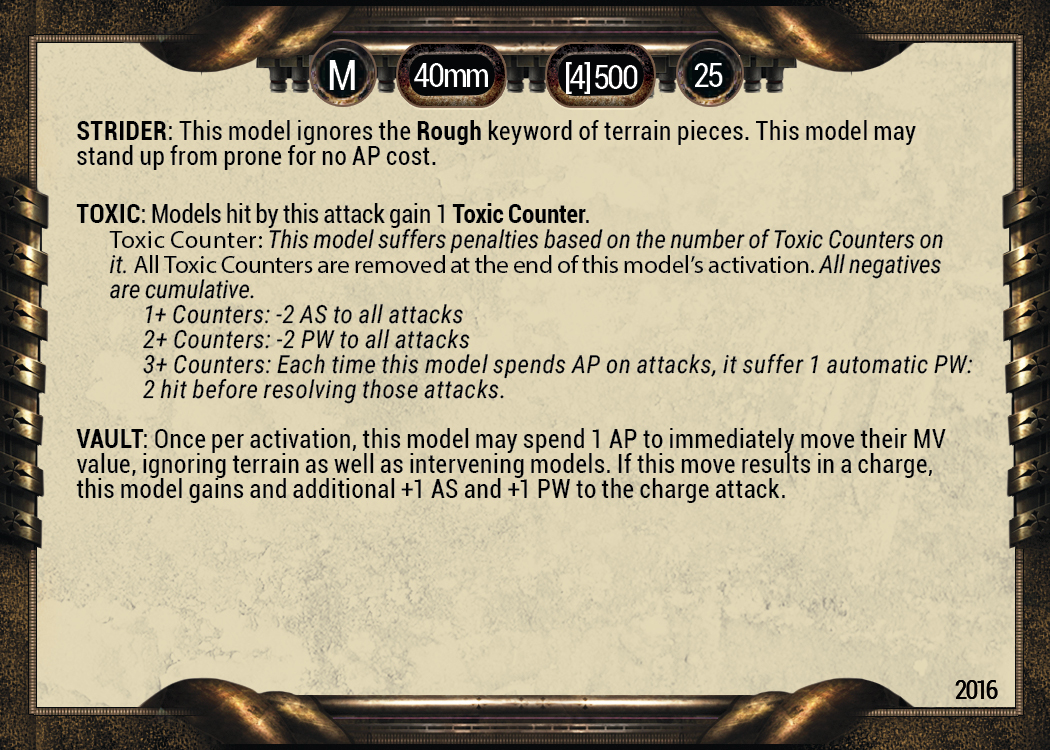 M 40mm [4] 500 25
STRIDER: This model ignores the Rough keyword of terrain pieces. This model may
stand up from prone for no AP cost.
TOXIC: Models hit by this attack gain 1 Toxic Counter.
Toxic Counter: This model suffers penalties based on the number of Toxic Counters on
it. All Toxic Counters are removed at the end of this model's activation. All negatives
are cumulative.
1+ Counters: -2 AS to all attacks
2+ Counters: -2 PW to all attacks
3+ Counters: Each time this model spends AP on attacks, it suffer 1 automatic PW:
2 hit before resolving those attacks.
VAULT: Once per activation, this model may spend 1 AP to immediately move their MV
value, ignoring terrain as well as intervening models. If this move results in a charge,
this model gains and additional +1 AS and +1 PW to the charge attack.
2016